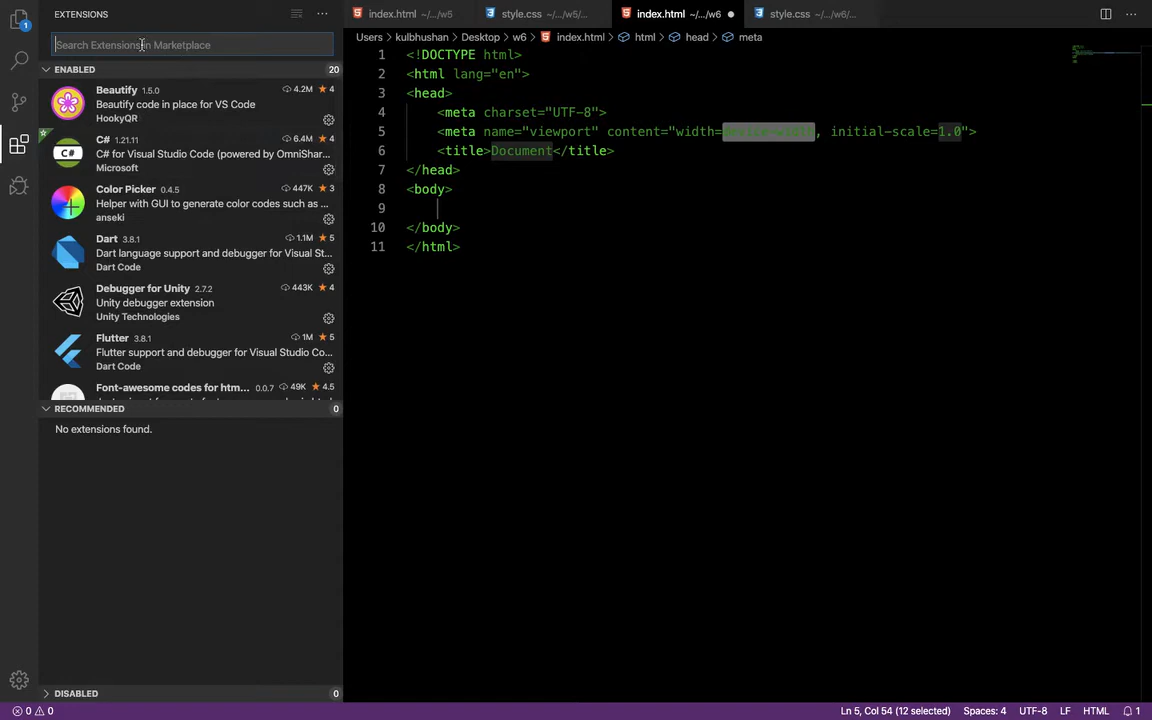 EXTENSIONS
Search Extensions in Marketplace
ENABLED 20
Beautify 1.5.0 4.2M ★ 4
Beautify code in place for VS Code
HookyQR
C# 1.21.11 6.4M ★ 4
C# for Visual Studio Code (powered by OmniShar...
Microsoft
Color Picker 0.4.5 447K ★ 3
Helper with GUI to generate color codes such as ...
anseki
Dart 3.8.1 1.1M ★ 5
Dart language support and debugger for Visual St...
Dart Code
Debugger for Unity 2.7.2 443K ★ 4
Unity debugger extension
Unity Technologies
Flutter 3.8.1 1M ★ 5
Flutter support and debugger for Visual Studio Co...
Dart Code
Font-awesome codes for htm... 0.0.7 49K ★ 4.5
RECOMMENDED 0
No extensions found.
DISABLED 0
index.html ~/.../w5
style.css ~/.../w5/...
index.html ~/.../w6
style.css ~/.../w6/...
Users > kulbhushan > Desktop > w6 > index.html > html > head > meta
1 <!DOCTYPE html>
2 <html lang="en">
3 <head>
4 <meta charset="UTF-8">
5 <meta name="viewport" content="width=device-width, initial-scale=1.0">
6 <title>Document</title>
7 </head>
8 <body>
9
10 </body>
11 </html>
0 0
Ln 5, Col 54 (12 selected) Spaces: 4 UTF-8 LF HTML 1
1
C#